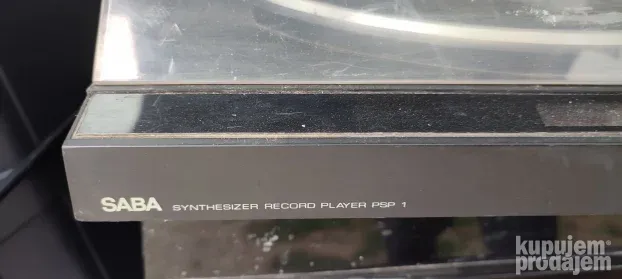 SABA SYNTHESIZER RECORD PLAYER PSP 1
kupujem
prodajem